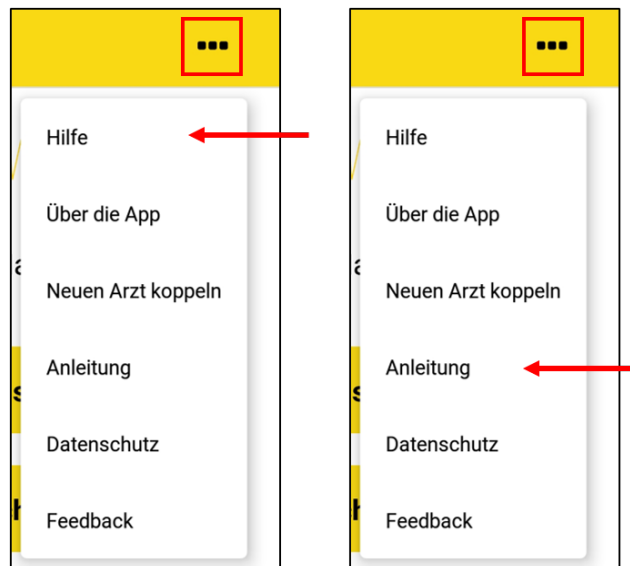 Hilfe
Über die App
Neuen Arzt koppeln
Anleitung
Datenschutz
Feedback
Hilfe
Über die App
Neuen Arzt koppeln
Anleitung
Datenschutz
Feedback